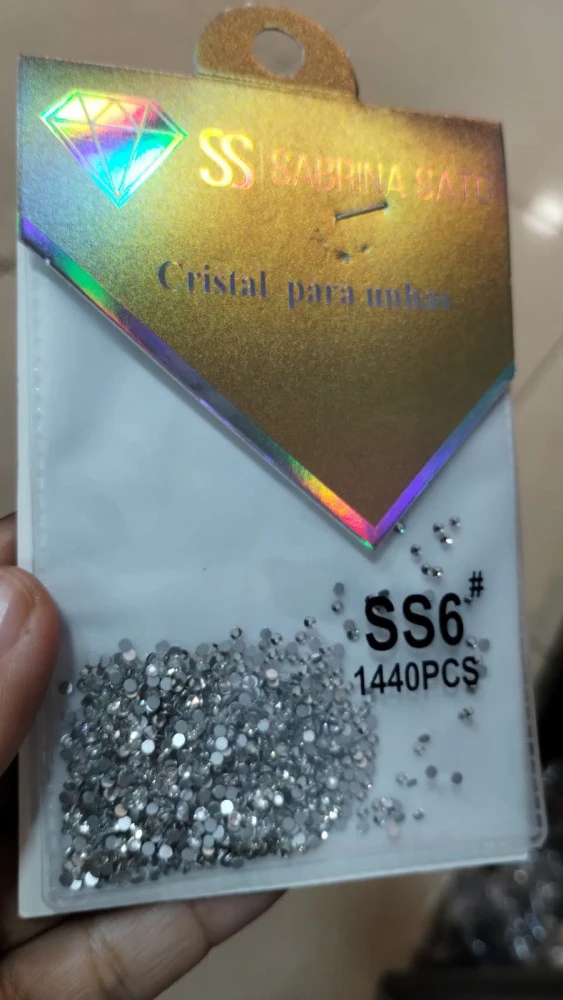 SS | SABRINA SATO
Cristal para unhas
SS6#
1440PCS